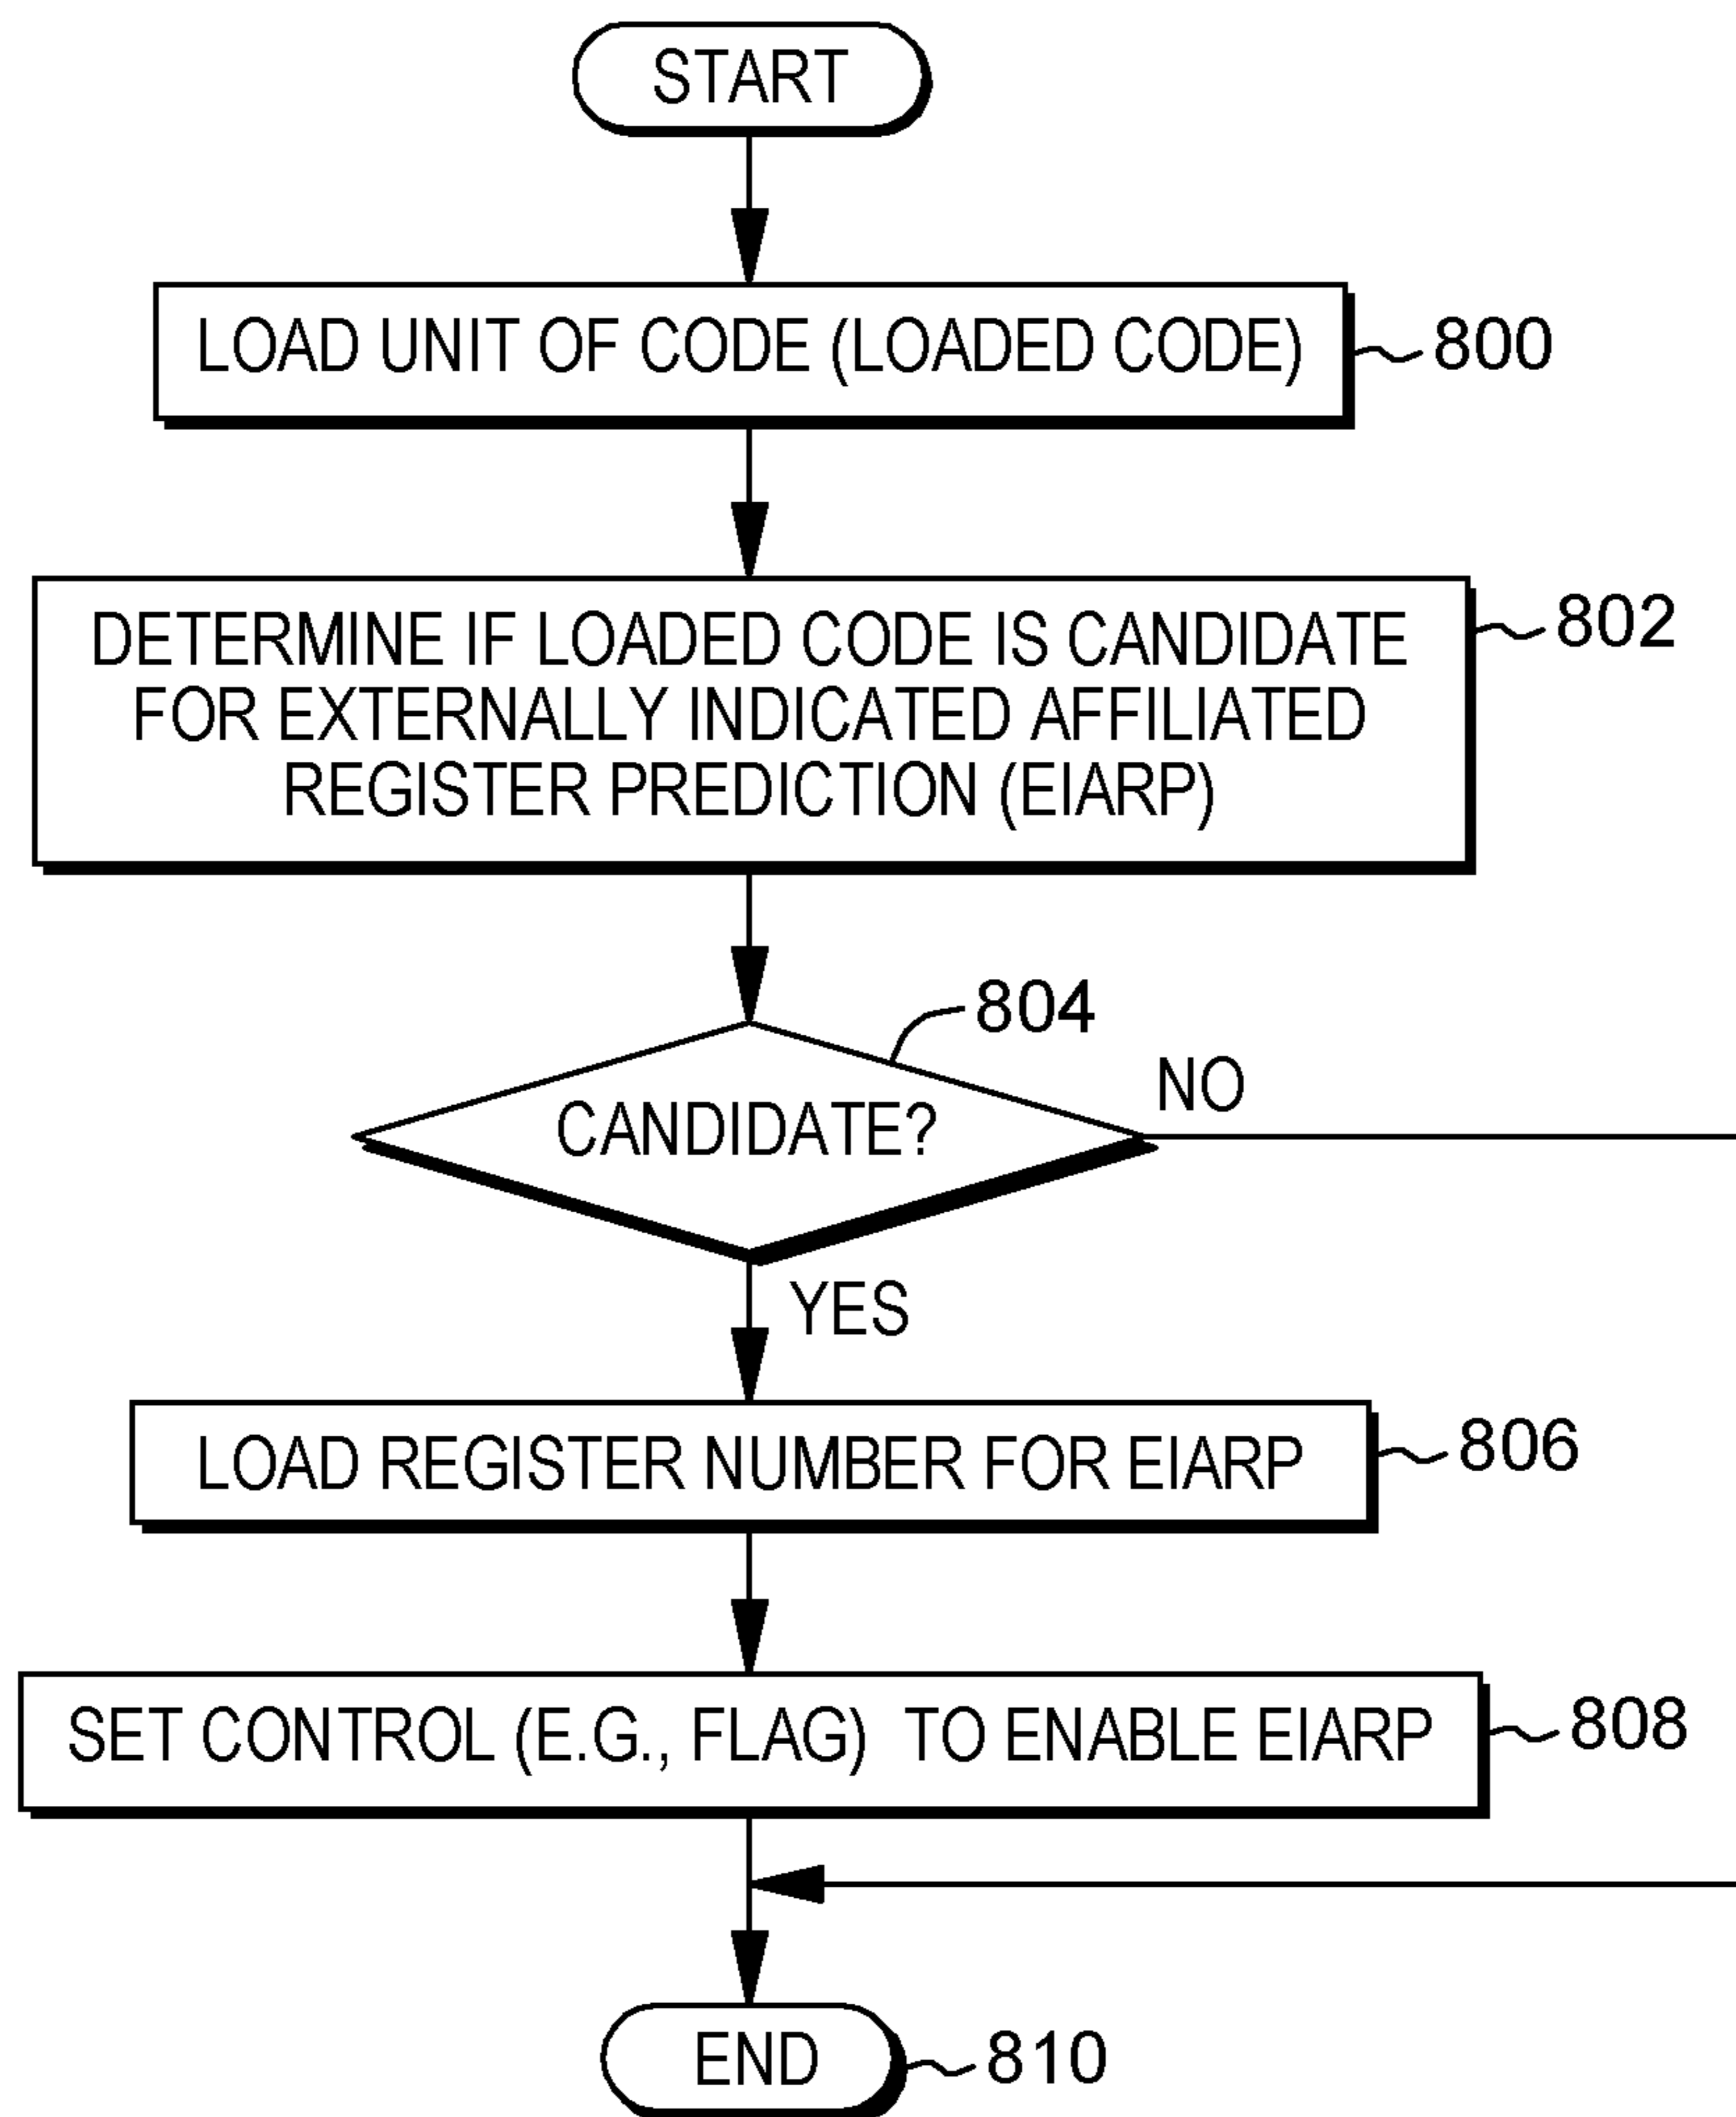 START
LOAD UNIT OF CODE (LOADED CODE)
800
DETERMINE IF LOADED CODE IS CANDIDATE
FOR EXTERNALLY INDICATED AFFILIATED
REGISTER PREDICTION (EIARP)
802
804
CANDIDATE?
NO
YES
LOAD REGISTER NUMBER FOR EIARP
806
SET CONTROL (E.G., FLAG) TO ENABLE EIARP
808
END
810